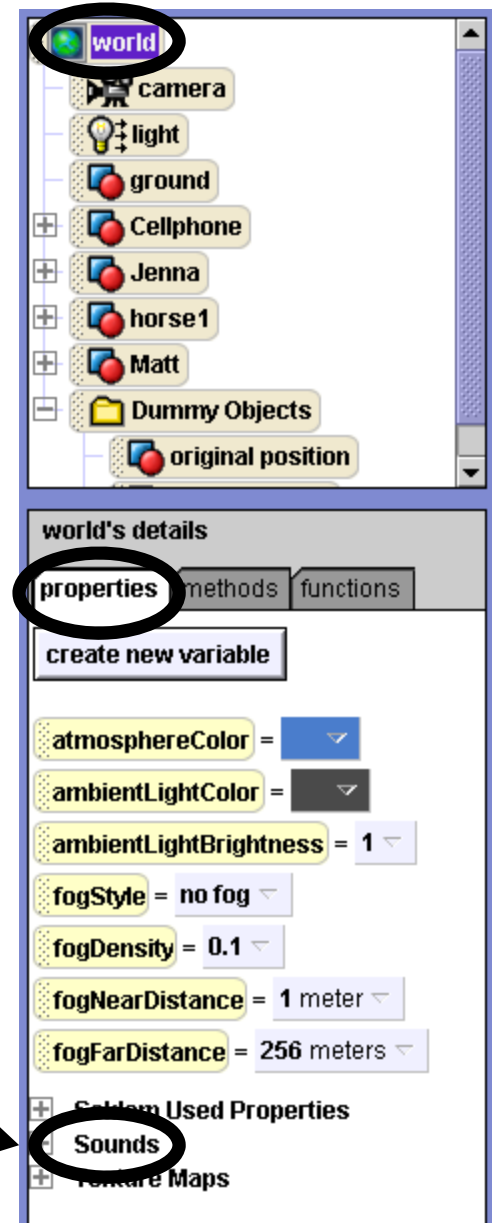 world
camera
light
ground
Cellphone
Jenna
horse1
Matt
Dummy Objects
original position
world's details
properties methods functions
create new variable
atmosphereColor =
ambientLightColor =
ambientLightBrightness = 1
fogStyle = no fog
fogDensity = 0.1
fogNearDistance = 1 meter
fogFarDistance = 256 meters
Seldom Used Properties
Sounds
Texture Maps